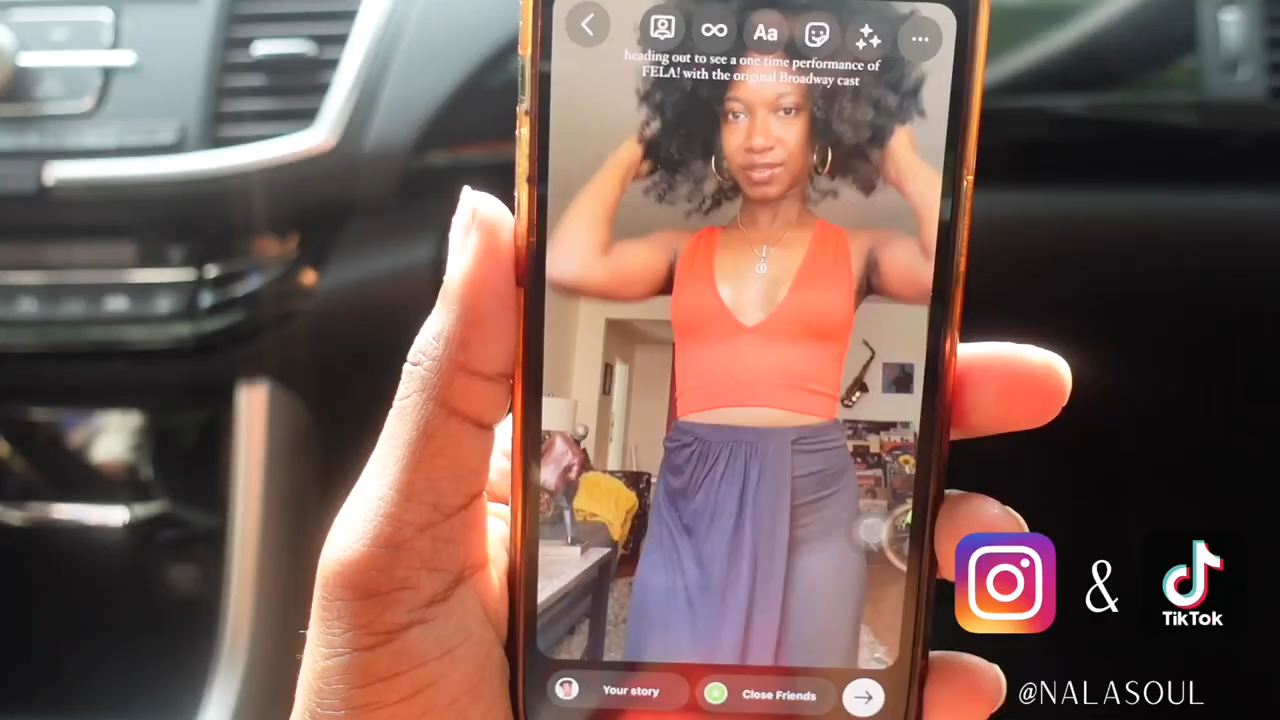 Aa
heading out to see a one time performance of
FELA! with the original Broadway cast
Your story
Close Friends
&
TikTok
@NALASOUL